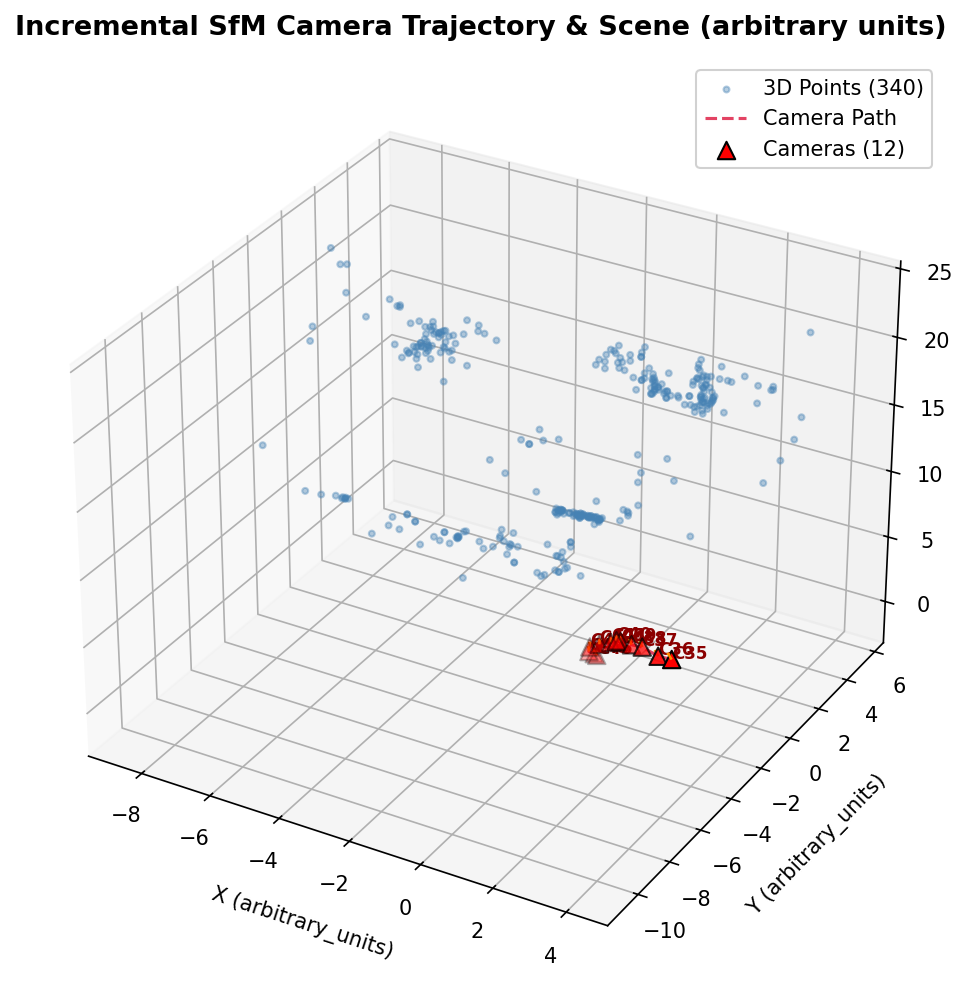 Incremental SfM Camera Trajectory & Scene (arbitrary units)
3D Points (340)
Camera Path
Cameras (12)
25
20
15
10
5
0
C36
C35
6
4
2
0
−2
−4
−6
−8
−10
Y (arbitrary_units)
−8
−6
−4
−2
0
2
4
X (arbitrary_units)